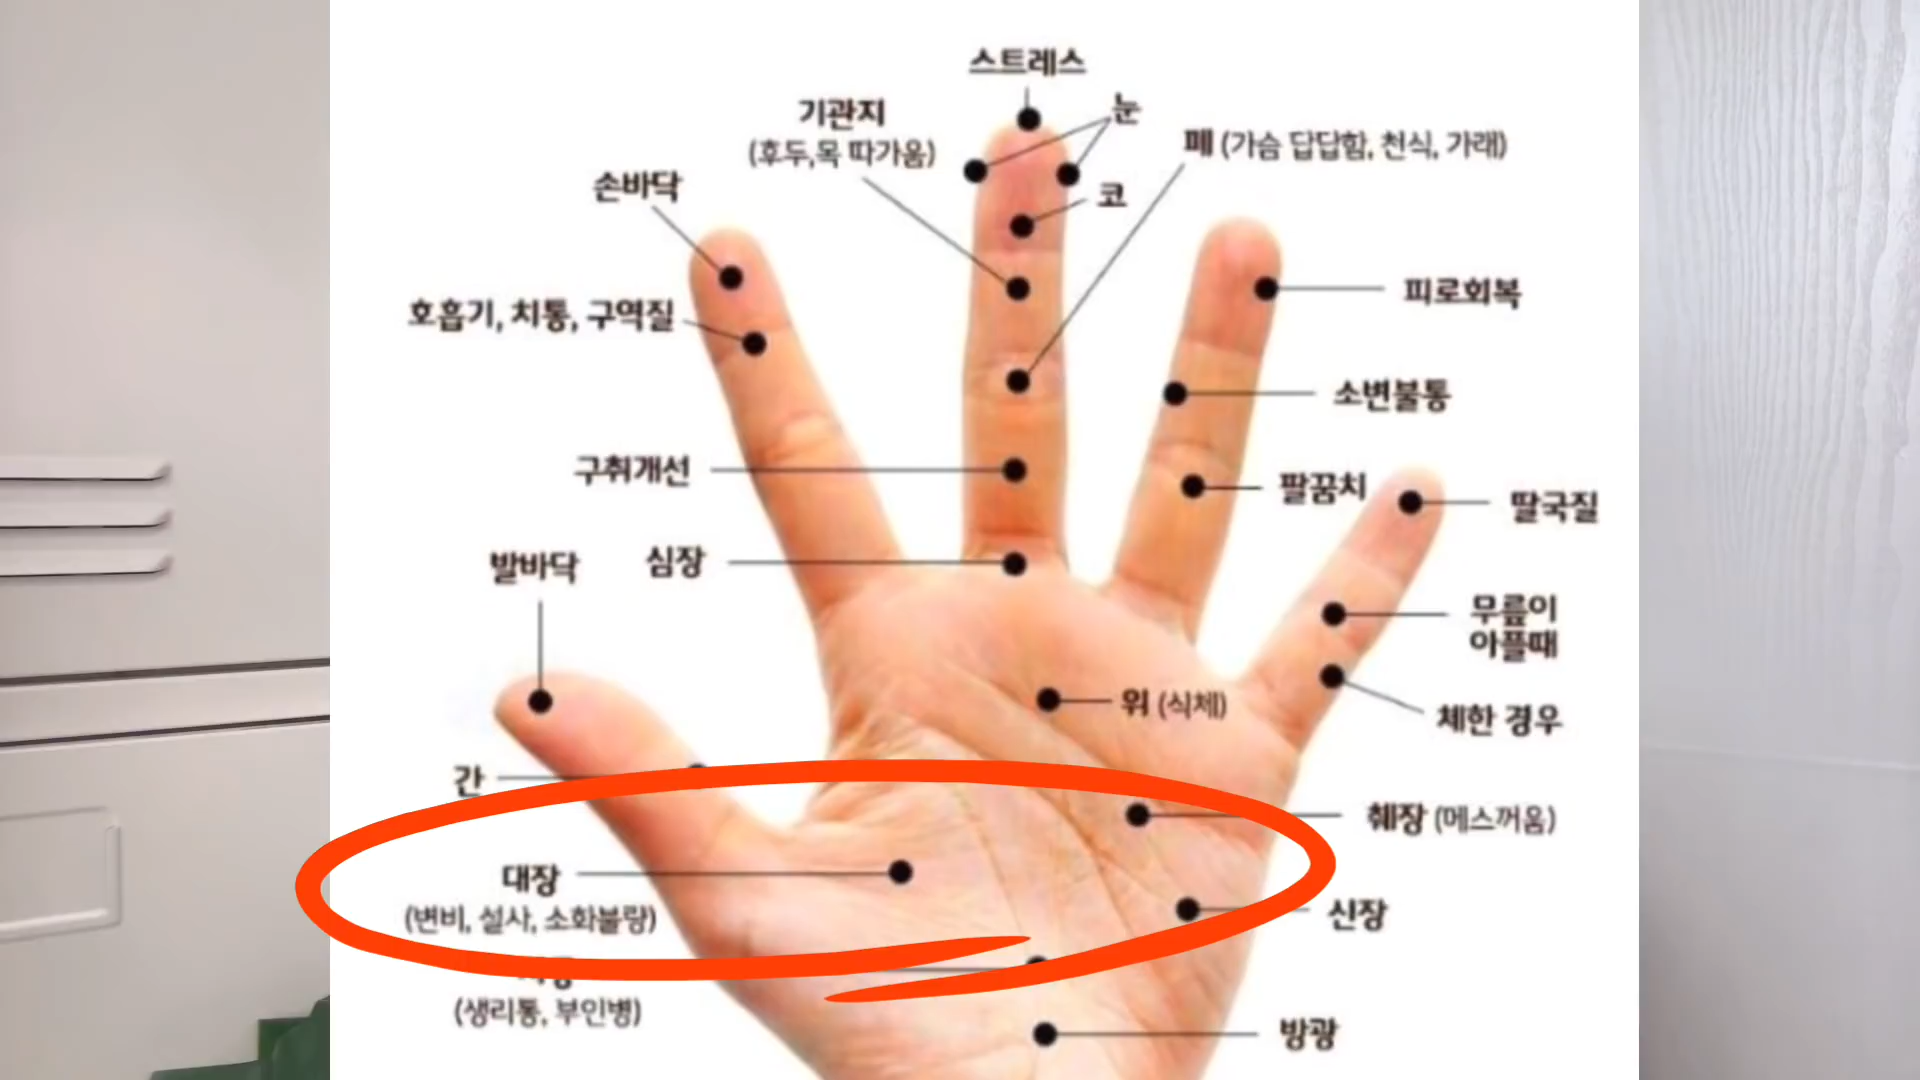 스트레스
눈
기관지
(후두,목 따가움)
폐 (가슴 답답함, 천식, 가래)
손바닥
코
호흡기, 치통, 구역질
피로회복
소변불통
구취개선
팔꿈치
딸국질
발바닥
심장
무릎이
아플때
위 (식체)
체한 경우
간
췌장 (메스꺼움)
대장
(변비, 설사, 소화불량)
신장
(생리통, 부인병)
방광